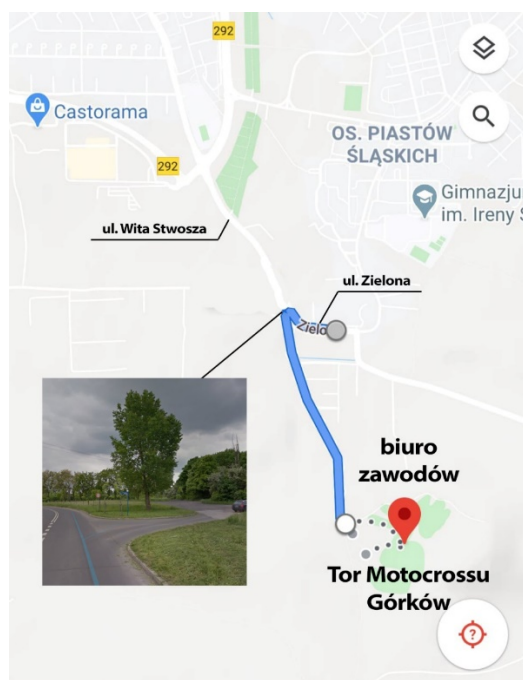 292
Castorama
292
OS. PIASTÓW
ŚLĄSKICH
Gimnazju
im. Ireny S
ul. Wita Stwosza
ul. Zielona
Zielo
biuro
zawodów
Tor Motocrossu
Górków
?